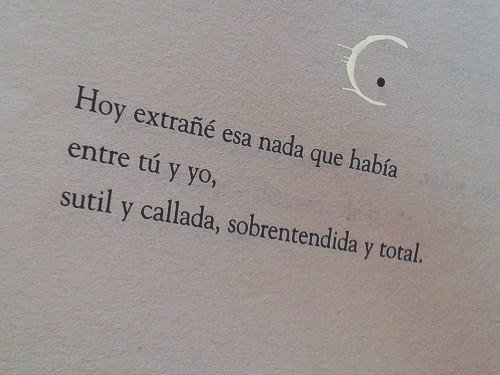 Hoy extrañé esa nada que había
entre tú y yo,
sutil y callada, sobrentendida y total.